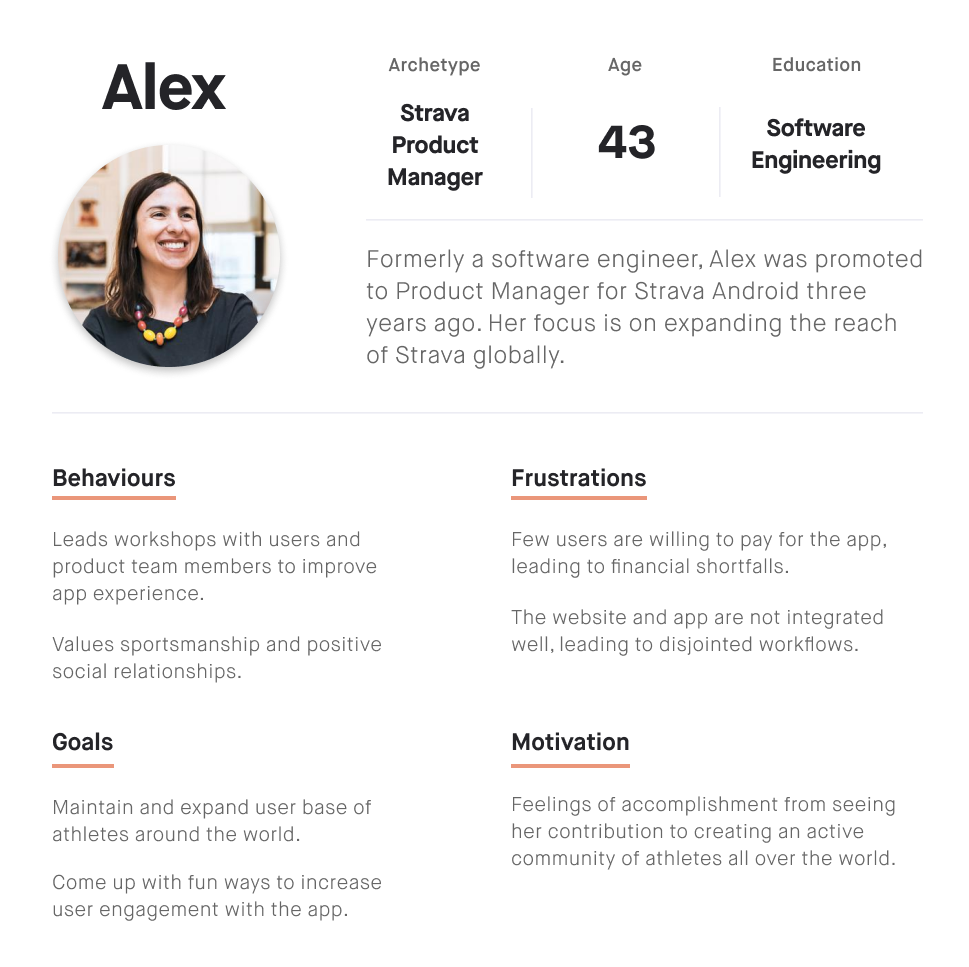 Alex
Archetype
Strava
Product
Manager
Age
43
Education
Software
Engineering
Formerly a software engineer, Alex was promoted
to Product Manager for Strava Android three
years ago. Her focus is on expanding the reach
of Strava globally.
Behaviours
Leads workshops with users and
product team members to improve
app experience.
Values sportsmanship and positive
social relationships.
Frustrations
Few users are willing to pay for the app,
leading to financial shortfalls.
The website and app are not integrated
well, leading to disjointed workflows.
Goals
Maintain and expand user base of
athletes around the world.
Come up with fun ways to increase
user engagement with the app.
Motivation
Feelings of accomplishment from seeing
her contribution to creating an active
community of athletes all over the world.